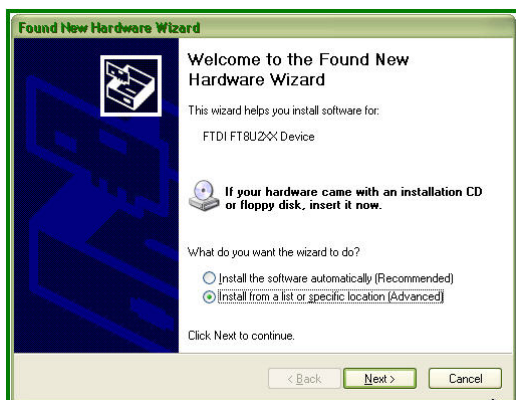 Found New Hardware Wizard
Welcome to the Found New
Hardware Wizard
This wizard helps you install software for:
FTDI FT8U2XX Device
If your hardware came with an installation CD
or floppy disk, insert it now.
What do you want the wizard to do?
Install the software automatically (Recommended)
Install from a list or specific location (Advanced)
Click Next to continue.
< Back
Next >
Cancel